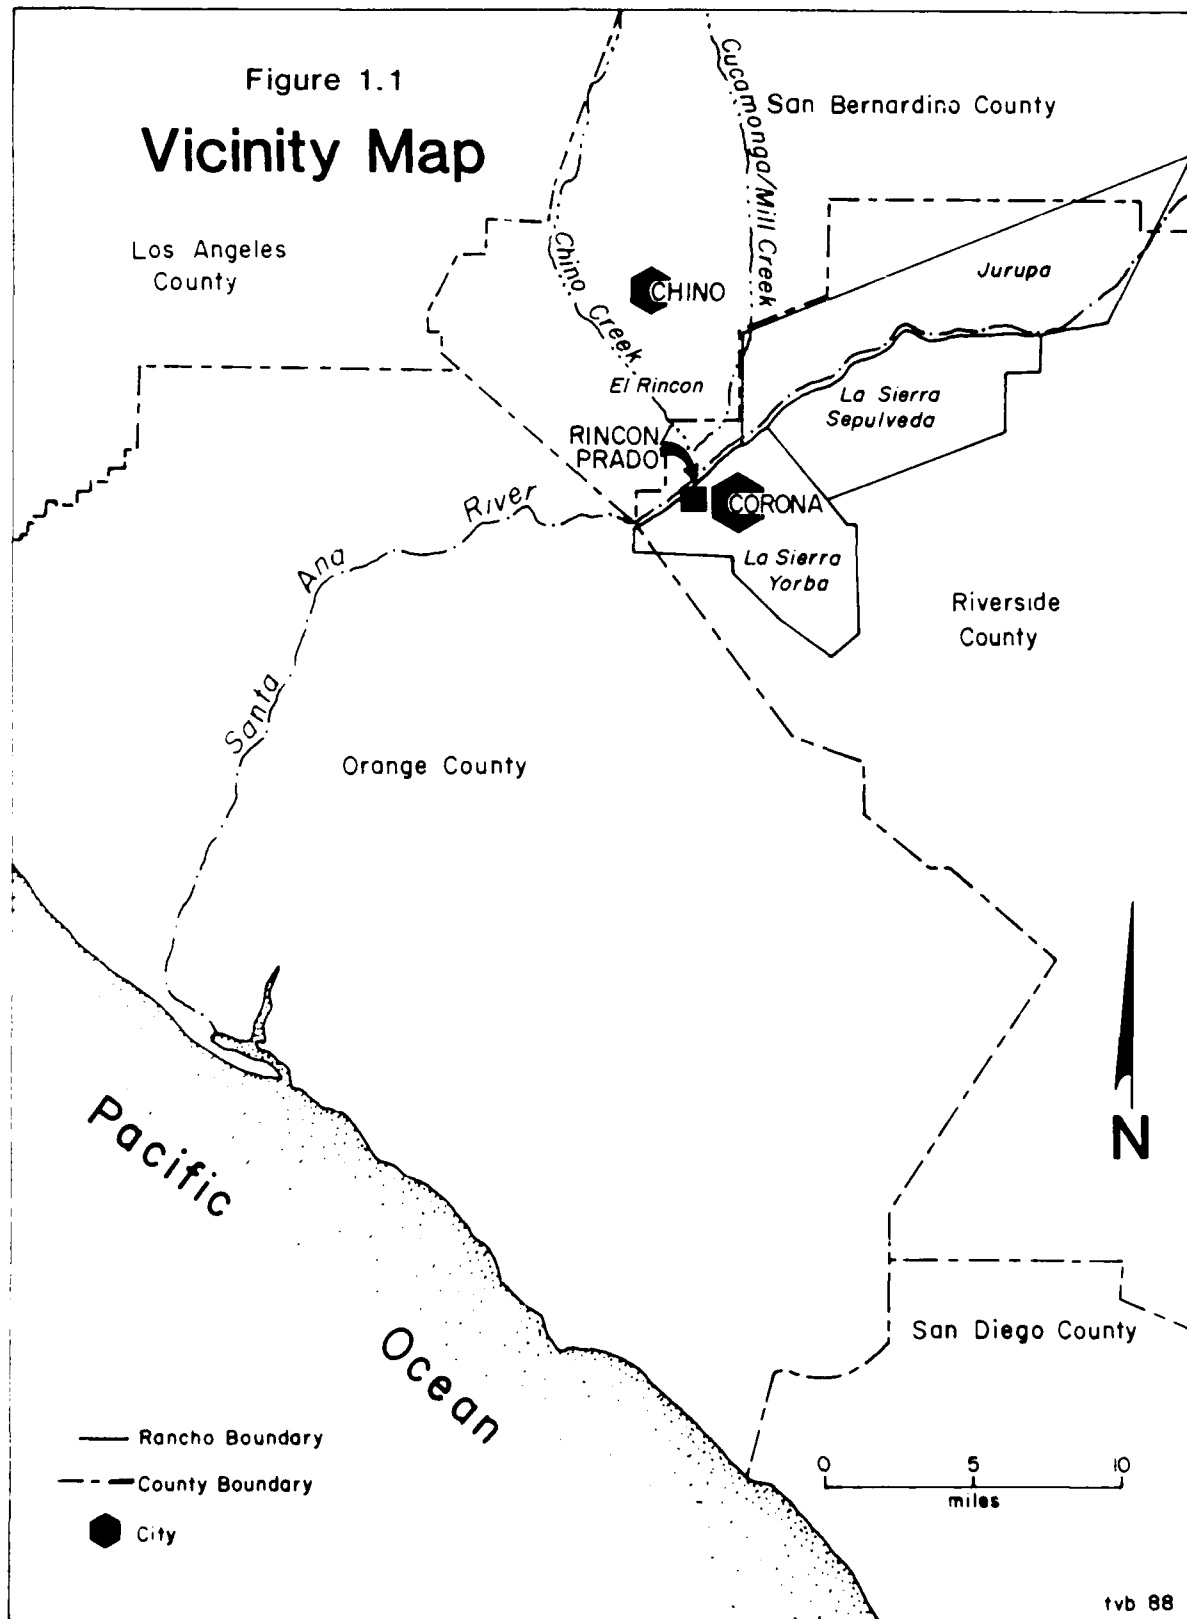 Figure 1.1
Vicinity Map
Cucamonga/Mill Creek
San Bernardino County
Los Angeles
County
Chino Creek
CHINO
Jurupa
El Rincon
La Sierra
Sepulveda
RINCON
PRADO
CORONA
Santa Ana River
La Sierra
Yorba
Riverside
County
Orange County
N
Pacific
Ocean
San Diego County
Rancho Boundary
County Boundary
City
0 5 10
miles
tvb 88